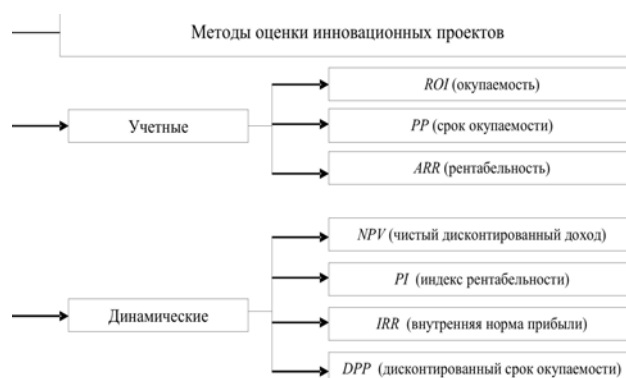 Методы оценки инновационных проектов
ROI (окупаемость)
Учетные
PP (срок окупаемости)
ARR (рентабельность)
NPV (чистый дисконтированный доход)
PI (индекс рентабельности)
Динамические
IRR (внутренняя норма прибыли)
DPP (дисконтированный срок окупаемости)